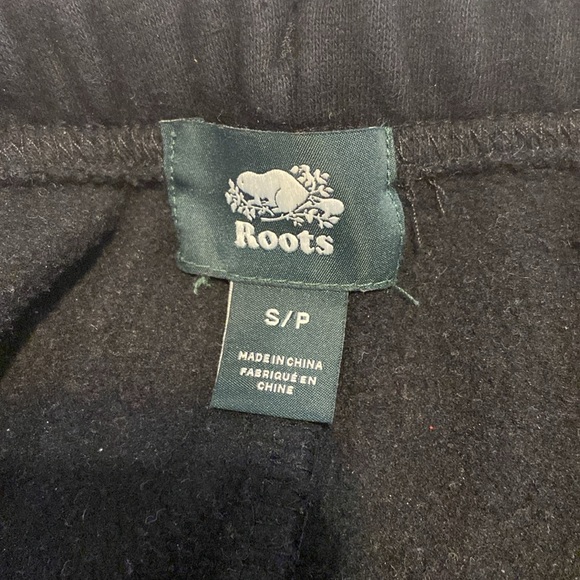 Roots
S/P
MADE IN CHINA
FABRIQUÉ EN
CHINE